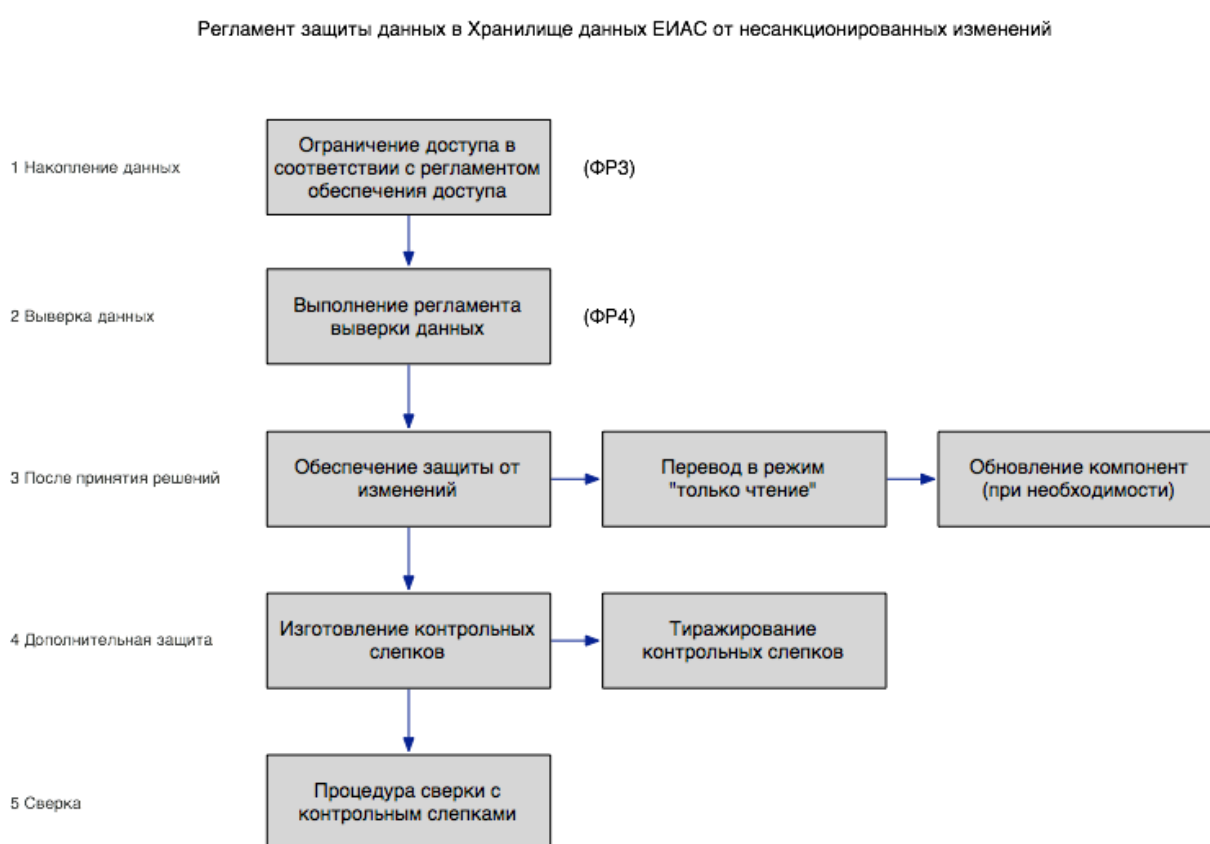 Регламент защиты данных в Хранилище данных ЕИАС от несанкционированных изменений
1 Накопление данных
Ограничение доступа в
соответствии с регламентом
обеспечения доступа
(ФР3)
2 Выверка данных
Выполнение регламента
выверки данных
(ФР4)
3 После принятия решений
Обеспечение защиты от
изменений
Перевод в режим
"только чтение"
Обновление компонент
(при необходимости)
4 Дополнительная защита
Изготовление контрольных
слепков
Тиражирование
контрольных слепков
5 Сверка
Процедура сверки с
контрольным слепками